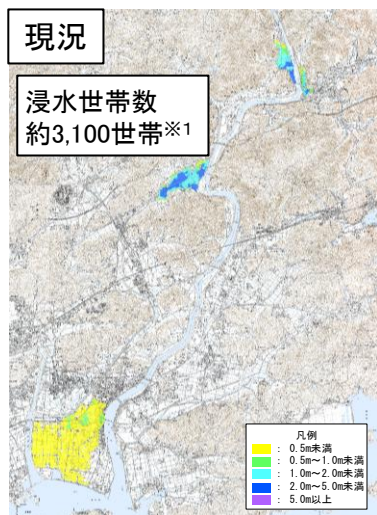 現況
浸水世帯数
約3,100世帯※1
凡例
: 0.5m未満
: 0.5m～1.0m未満
: 1.0m～2.0m未満
: 2.0m～5.0m未満
: 5.0m以上